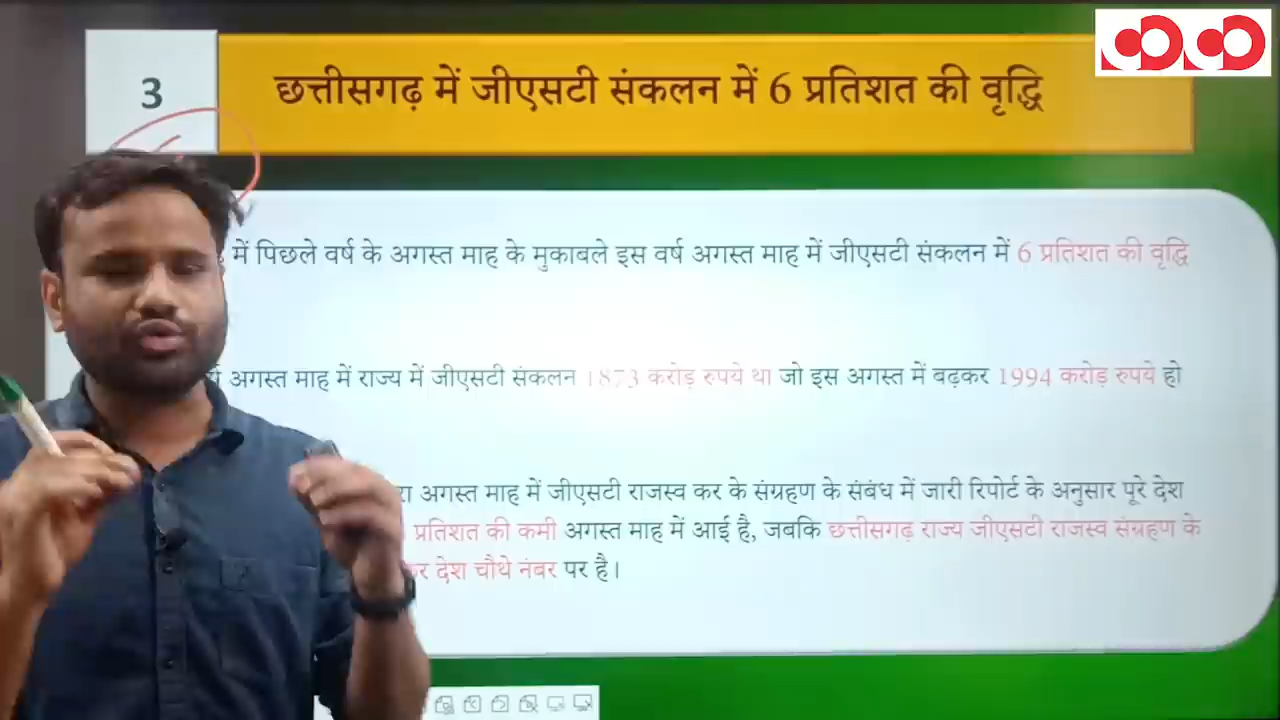 3
छत्तीसगढ़ में जीएसटी संकलन में 6 प्रतिशत की वृद्धि
में पिछले वर्ष के अगस्त माह के मुकाबले इस वर्ष अगस्त माह में जीएसटी संकलन में 6 प्रतिशत की वृद्धि
अगस्त माह में राज्य में जीएसटी संकलन 1873 करोड़ रुपये था जो इस अगस्त में बढ़कर 1994 करोड़ रुपये हो
अगस्त माह में जीएसटी राजस्व कर के संग्रहण के संबंध में जारी रिपोर्ट के अनुसार पूरे देश
प्रतिशत की कमी अगस्त माह में आई है, जबकि छत्तीसगढ़ राज्य जीएसटी राजस्व संग्रहण के
देश चौथे नंबर पर है।